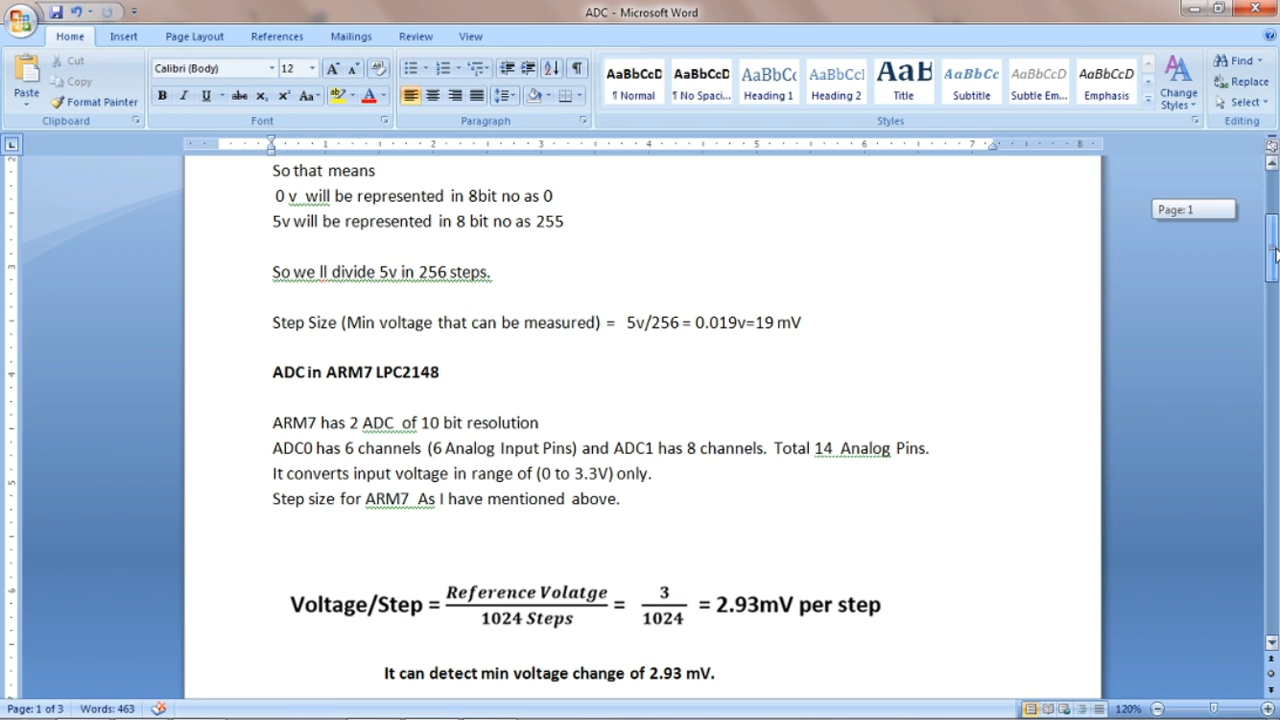 ADC - Microsoft Word
Home Insert Page Layout References Mailings Review View
Paste
Cut
Copy
Format Painter
Clipboard
Calibri (Body) 12
Font
Paragraph
AaBbCcD AaBbCcD AaBbCc AaBbCcI AaB AaBbCc AaBbCcD AaBbCcD
¶ Normal ¶ No Spaci... Heading 1 Heading 2 Title Subtitle Subtle Em... Emphasis
Styles
Change Styles
Find
Replace
Select
Editing
1 2 3 4 5 6 7 8
Page: 1
So that means
0 v will be represented in 8bit no as 0
5v will be represented in 8 bit no as 255
So we ll divide 5v in 256 steps.
Step Size (Min voltage that can be measured) = 5v/256 = 0.019v=19 mV
ADC in ARM7 LPC2148
ARM7 has 2 ADC of 10 bit resolution
ADC0 has 6 channels (6 Analog Input Pins) and ADC1 has 8 channels. Total 14 Analog Pins.
It converts input voltage in range of (0 to 3.3V) only.
Step size for ARM7 As I have mentioned above.
Voltage/Step = Reference Volatge / 1024 Steps = 3 / 1024 = 2.93mV per step
It can detect min voltage change of 2.93 mV.
Page: 1 of 3 Words: 463 120%